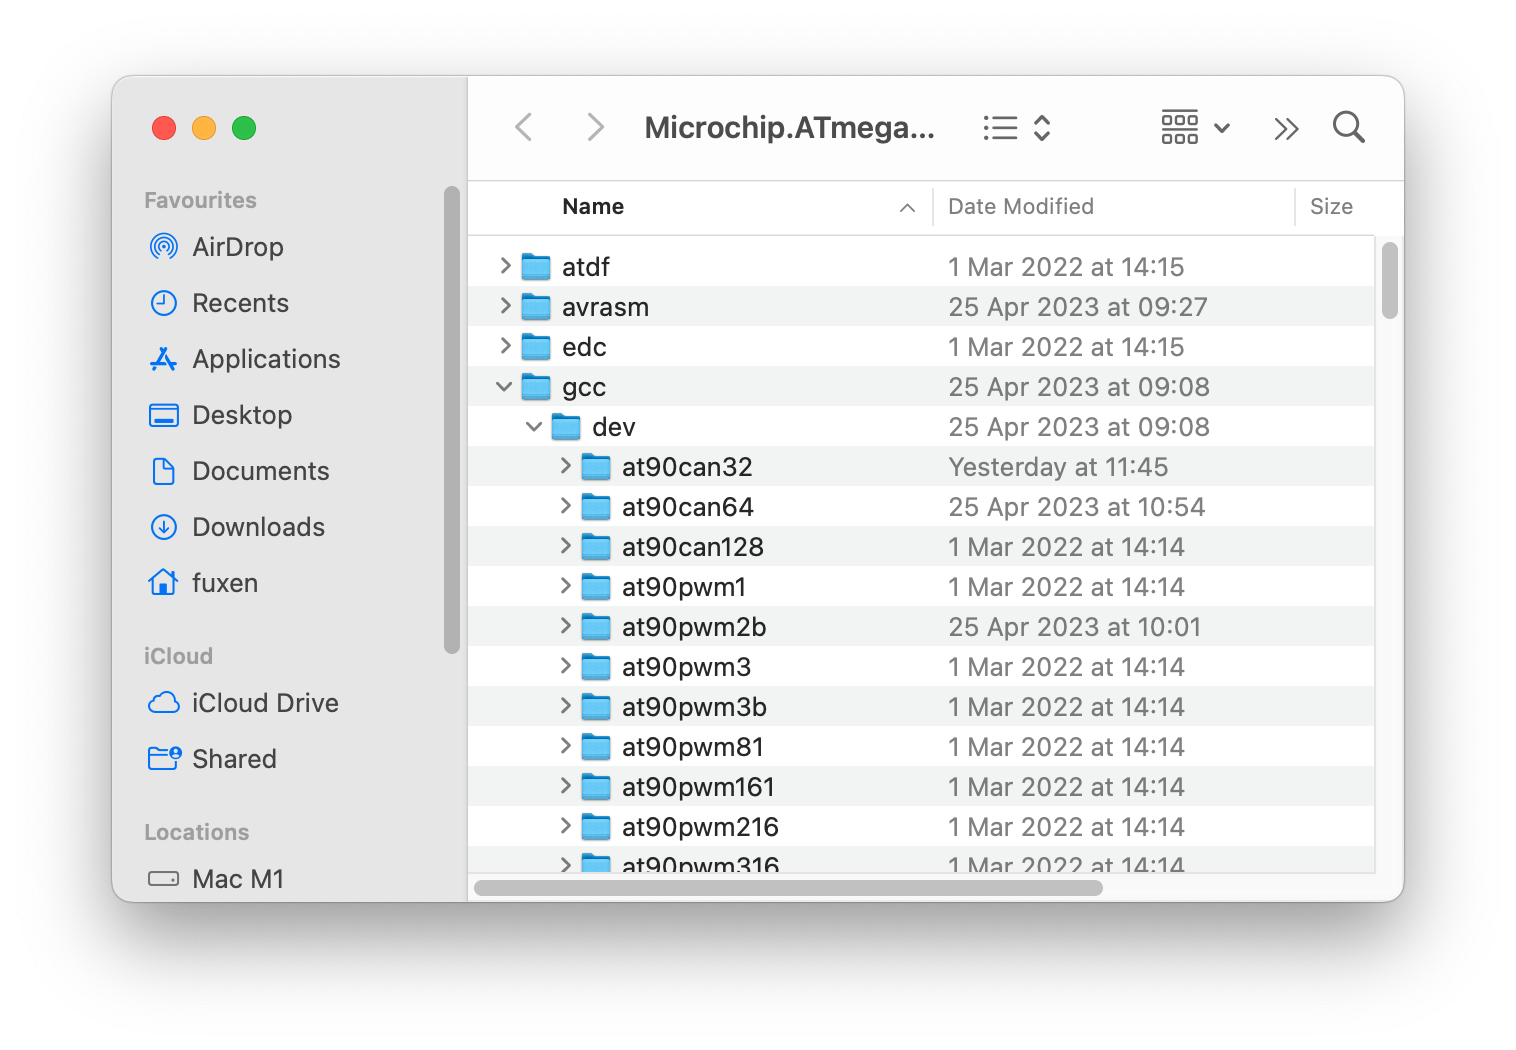 Microchip.ATmega...
Favourites
AirDrop
Recents
Applications
Desktop
Documents
Downloads
fuxen
iCloud
iCloud Drive
Shared
Locations
Mac M1
Name Date Modified Size
atdf 1 Mar 2022 at 14:15
avrasm 25 Apr 2023 at 09:27
edc 1 Mar 2022 at 14:15
gcc 25 Apr 2023 at 09:08
dev 25 Apr 2023 at 09:08
at90can32 Yesterday at 11:45
at90can64 25 Apr 2023 at 10:54
at90can128 1 Mar 2022 at 14:14
at90pwm1 1 Mar 2022 at 14:14
at90pwm2b 25 Apr 2023 at 10:01
at90pwm3 1 Mar 2022 at 14:14
at90pwm3b 1 Mar 2022 at 14:14
at90pwm81 1 Mar 2022 at 14:14
at90pwm161 1 Mar 2022 at 14:14
at90pwm216 1 Mar 2022 at 14:14
at90pwm316 1 Mar 2022 at 14:14